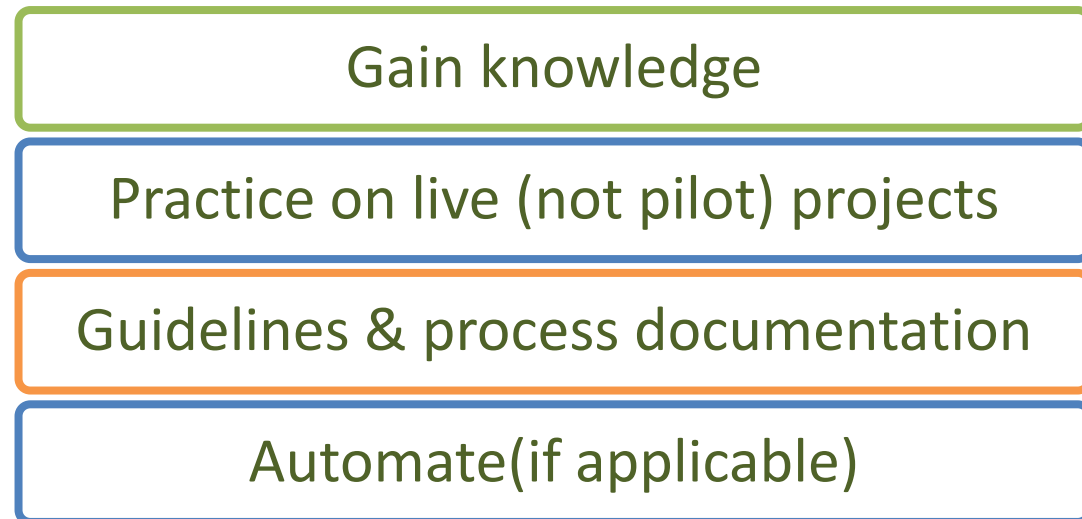 Gain knowledge
Practice on live (not pilot) projects
Guidelines & process documentation
Automate(if applicable)